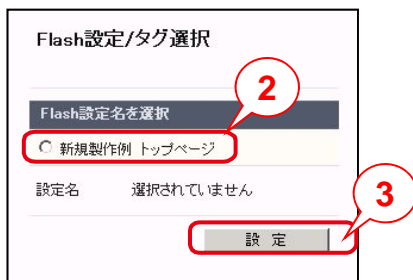 Flash設定/タグ選択
2
Flash設定名を選択
新規製作例 トップページ
設定名 選択されていません
3
設 定